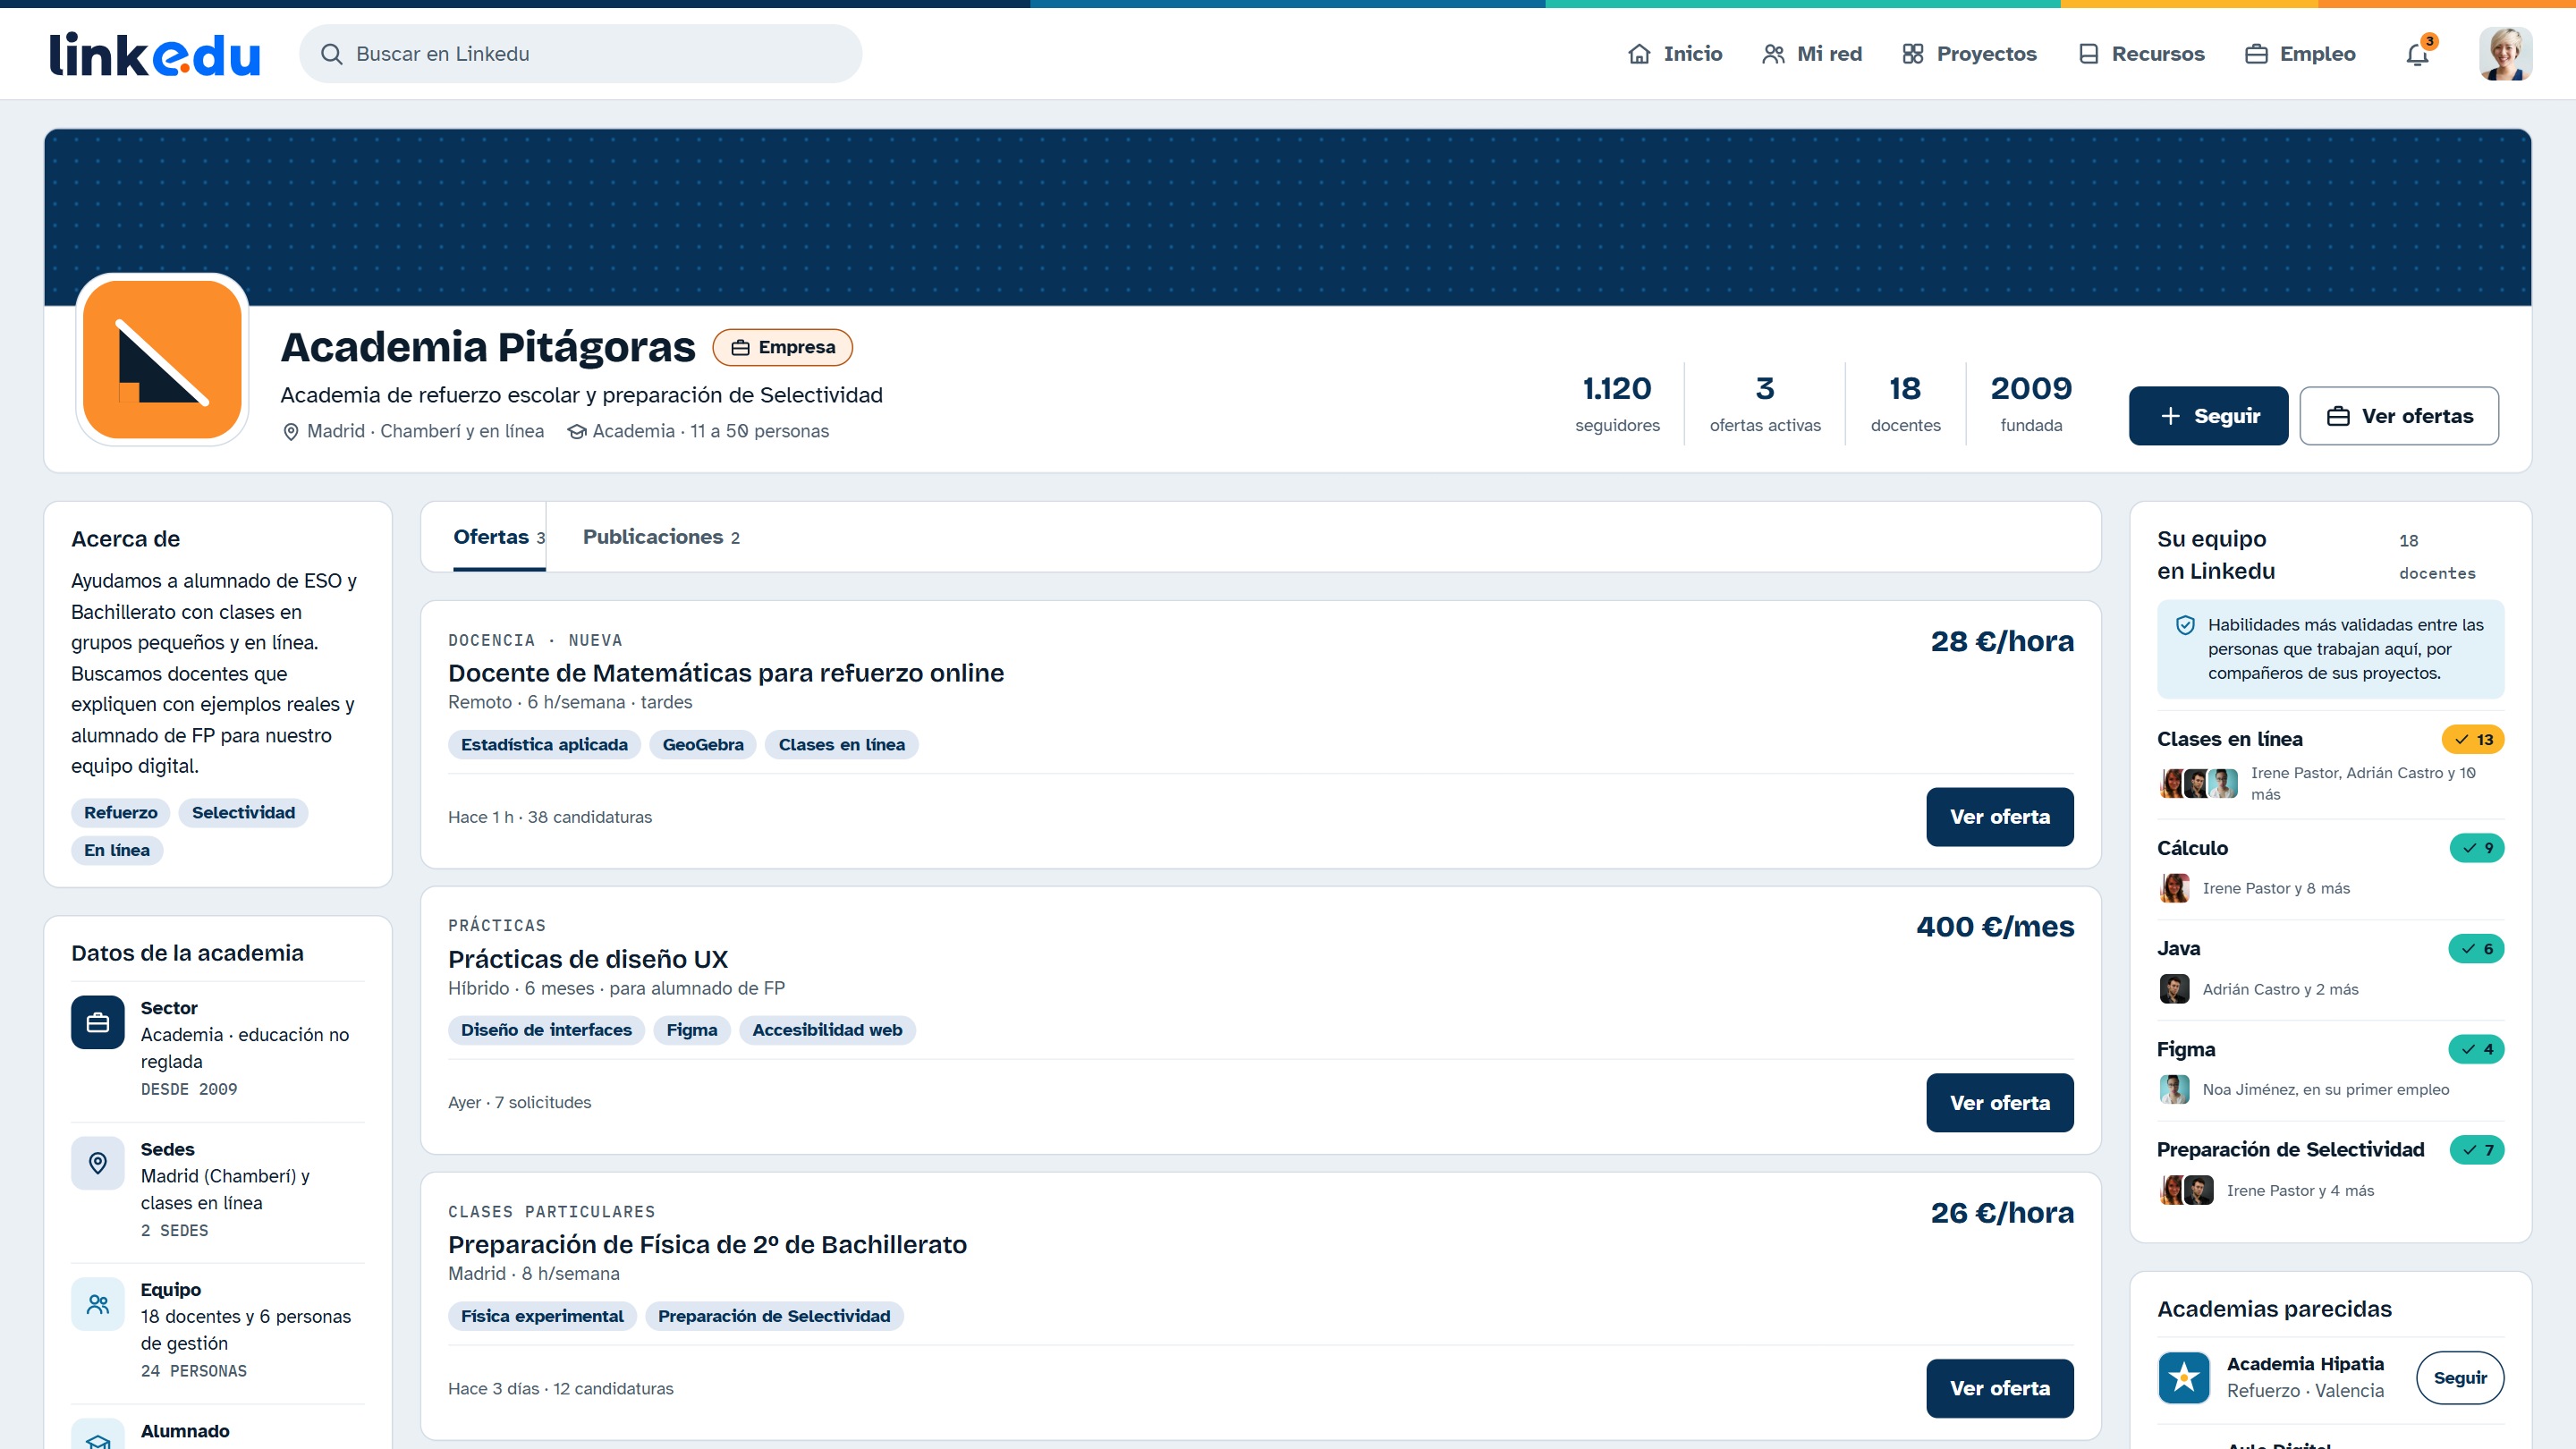 linkedu
Buscar en Linkedu
Inicio
Mi red
Proyectos
Recursos
Empleo
3
Academia Pitágoras
Empresa
Academia de refuerzo escolar y preparación de Selectividad
Madrid · Chamberí y en línea
Academia · 11 a 50 personas
1.120
seguidores
3
ofertas activas
18
docentes
2009
fundada
Seguir
Ver ofertas
Acerca de
Ayudamos a alumnado de ESO y
Bachillerato con clases en
grupos pequeños y en línea.
Buscamos docentes que
expliquen con ejemplos reales y
alumnado de FP para nuestro
equipo digital.
Refuerzo
Selectividad
En línea
Datos de la academia
Sector
Academia · educación no
reglada
DESDE 2009
Sedes
Madrid (Chamberí) y
clases en línea
2 SEDES
Equipo
18 docentes y 6 personas
de gestión
24 PERSONAS
Alumnado
Ofertas 3
Publicaciones 2
DOCENCIA · NUEVA
28 €/hora
Docente de Matemáticas para refuerzo online
Remoto · 6 h/semana · tardes
Estadística aplicada
GeoGebra
Clases en línea
Hace 1 h · 38 candidaturas
Ver oferta
PRÁCTICAS
400 €/mes
Prácticas de diseño UX
Híbrido · 6 meses · para alumnado de FP
Diseño de interfaces
Figma
Accesibilidad web
Ayer · 7 solicitudes
Ver oferta
CLASES PARTICULARES
26 €/hora
Preparación de Física de 2º de Bachillerato
Madrid · 8 h/semana
Física experimental
Preparación de Selectividad
Hace 3 días · 12 candidaturas
Ver oferta
Su equipo
en Linkedu
18
docentes
Habilidades más validadas entre las
personas que trabajan aquí, por
compañeros de sus proyectos.
Clases en línea
13
Irene Pastor, Adrián Castro y 10
más
Cálculo
9
Irene Pastor y 8 más
Java
6
Adrián Castro y 2 más
Figma
4
Noa Jiménez, en su primer empleo
Preparación de Selectividad
7
Irene Pastor y 4 más
Academias parecidas
Academia Hipatia
Refuerzo · Valencia
Seguir